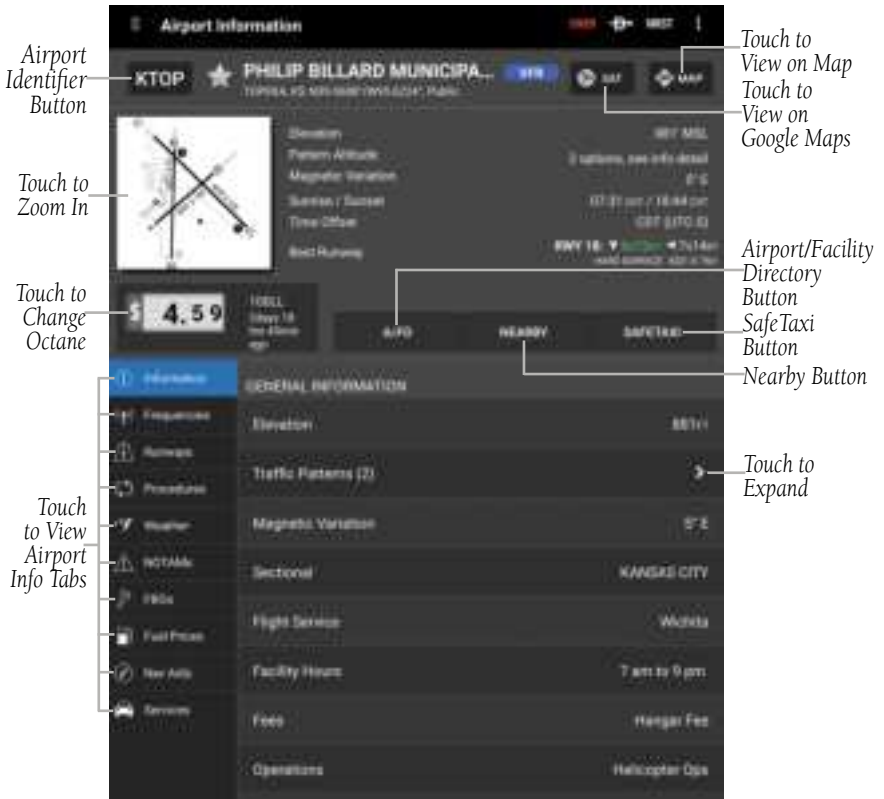 Airport Information
Airport
Identifier
Button
KTOP
PHILIP BILLARD MUNICIPA...
VFR
SAT
MAP
Touch to
View on Map
Touch to
View on
Google Maps
Touch to
Zoom In
Elevation
881 MSL
Pattern Altitude
2 options, see info detail
Magnetic Variation
5° E
Sunrise / Sunset
Time Offset
Best Runway
RWY 18:
Touch to
Change
Octane
$ 4.59
100LL
ago
A/FD
NEARBY
SAFETAXI
Airport/Facility
Directory
Button
SafeTaxi
Button
Nearby Button
Touch
to View
Airport
Info Tabs
Information
Frequencies
Runways
Procedures
Weather
NOTAMs
FBOs
Fuel Prices
Nav Aids
Services
GENERAL INFORMATION
Elevation
881
Traffic Patterns (2)
Touch to
Expand
Magnetic Variation
5° E
Sectional
KANSAS CITY
Flight Service
Wichita
Facility Hours
7 am to 9 pm
Fees
Hangar Fee
Operations
Helicopter Ops